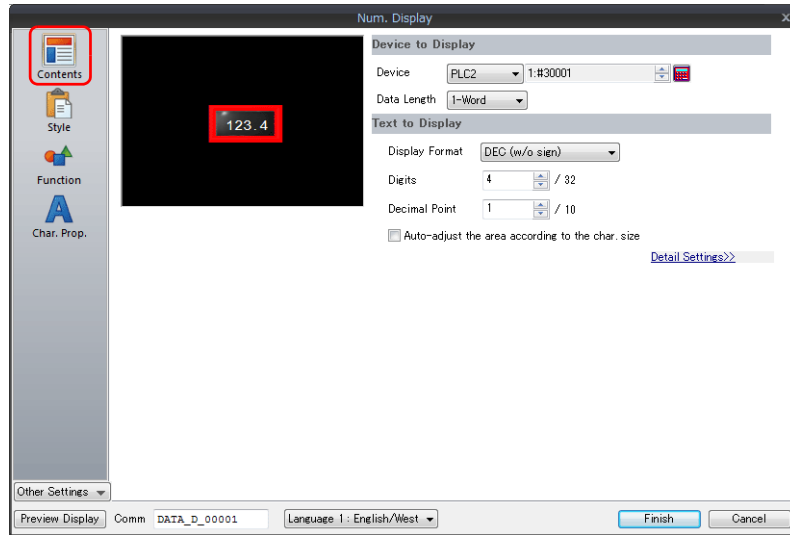 Num. Display
x
Contents
Style
Function
Char. Prop.
123.4
Device to Display
Device PLC2 1:#30001
Data Length 1-Word
Text to Display
Display Format DEC (w/o sign)
Digits 4 / 32
Decimal Point 1 / 10
Auto-adjust the area according to the char. size
Detail Settings>>
Other Settings
Preview Display Comm DATA_D_00001 Language 1 : English/West Finish Cancel